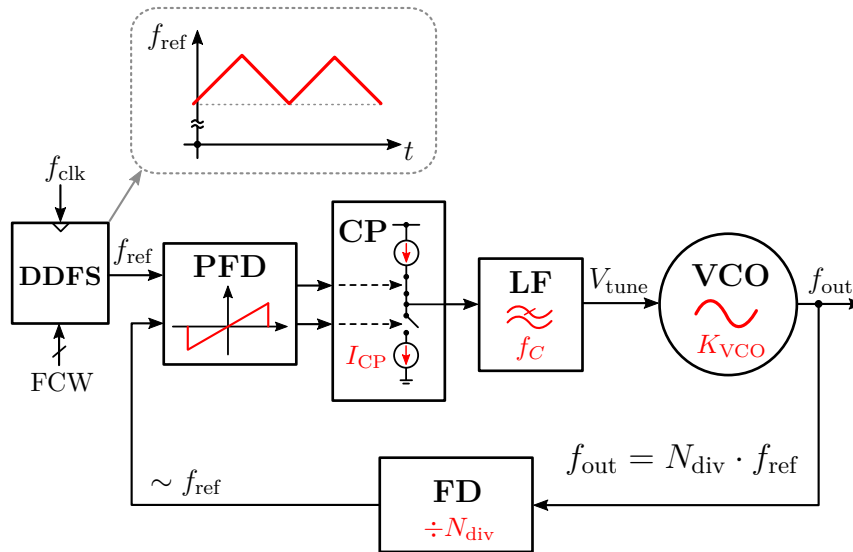 f_ref
t
f_clk
DDFS
FCW
f_ref
PFD
CP
I_CP
LF
f_C
V_tune
VCO
K_VCO
f_out
f_out = N_div · f_ref
∼ f_ref
FD
÷N_div